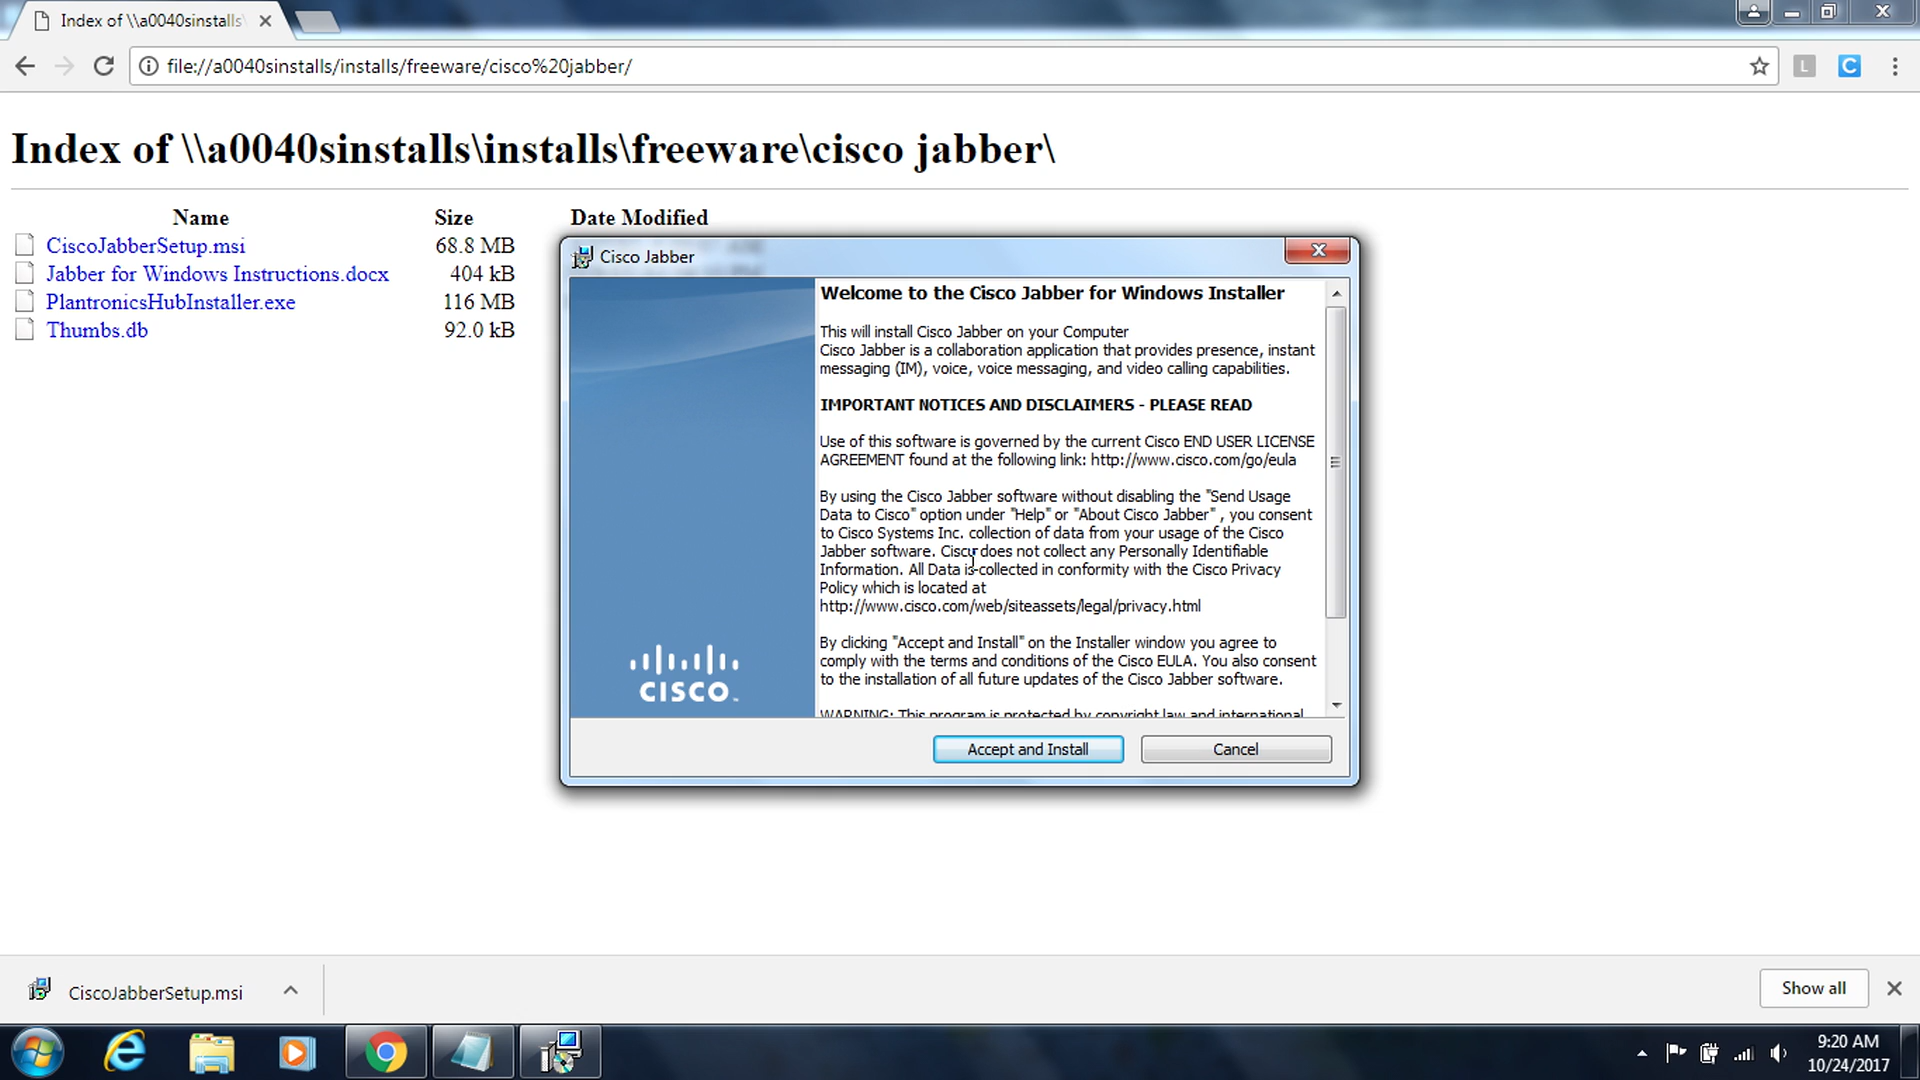 Index of \\a0040sinstalls\
file://a0040sinstalls/installs/freeware/cisco%20jabber/
L
C
Index of \\a0040sinstalls\installs\freeware\cisco jabber\
Name Size Date Modified
CiscoJabberSetup.msi 68.8 MB
Jabber for Windows Instructions.docx 404 kB
PlantronicsHubInstaller.exe 116 MB
Thumbs.db 92.0 kB
Cisco Jabber
Welcome to the Cisco Jabber for Windows Installer
This will install Cisco Jabber on your Computer
Cisco Jabber is a collaboration application that provides presence, instant
messaging (IM), voice, voice messaging, and video calling capabilities.
IMPORTANT NOTICES AND DISCLAIMERS - PLEASE READ
Use of this software is governed by the current Cisco END USER LICENSE
AGREEMENT found at the following link: http://www.cisco.com/go/eula
By using the Cisco Jabber software without disabling the "Send Usage
Data to Cisco" option under "Help" or "About Cisco Jabber" , you consent
to Cisco Systems Inc. collection of data from your usage of the Cisco
Jabber software. Cisco does not collect any Personally Identifiable
Information. All Data is collected in conformity with the Cisco Privacy
Policy which is located at
http://www.cisco.com/web/siteassets/legal/privacy.html
By clicking "Accept and Install" on the Installer window you agree to
comply with the terms and conditions of the Cisco EULA. You also consent
to the installation of all future updates of the Cisco Jabber software.
WARNING: This program is protected by copyright law and international
CISCO
Accept and Install
Cancel
CiscoJabberSetup.msi
Show all
9:20 AM
10/24/2017